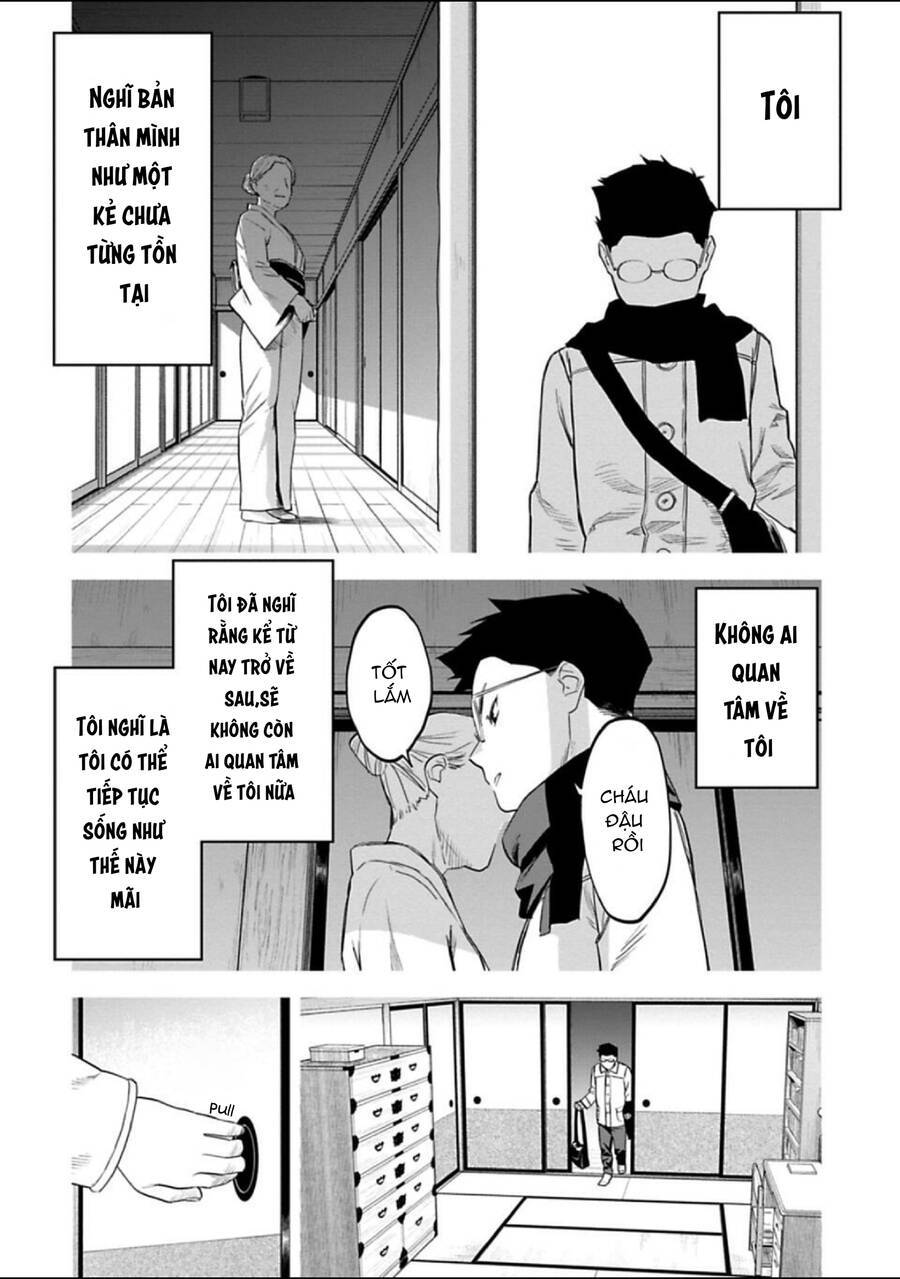 Tôi
Nghĩ bản
thân mình
như một
kẻ chưa
từng tồn
tại
Không ai
quan
tâm về
tôi
Cháu
đậu
rồi
Tốt
lắm
Tôi đã nghĩ
rằng kể từ
nay trở về
sau,sẽ
không còn
ai quan tâm
về tôi nữa
Tôi nghĩ là
tôi có thể
tiếp tục
sống như
thế này
mãi
Pull